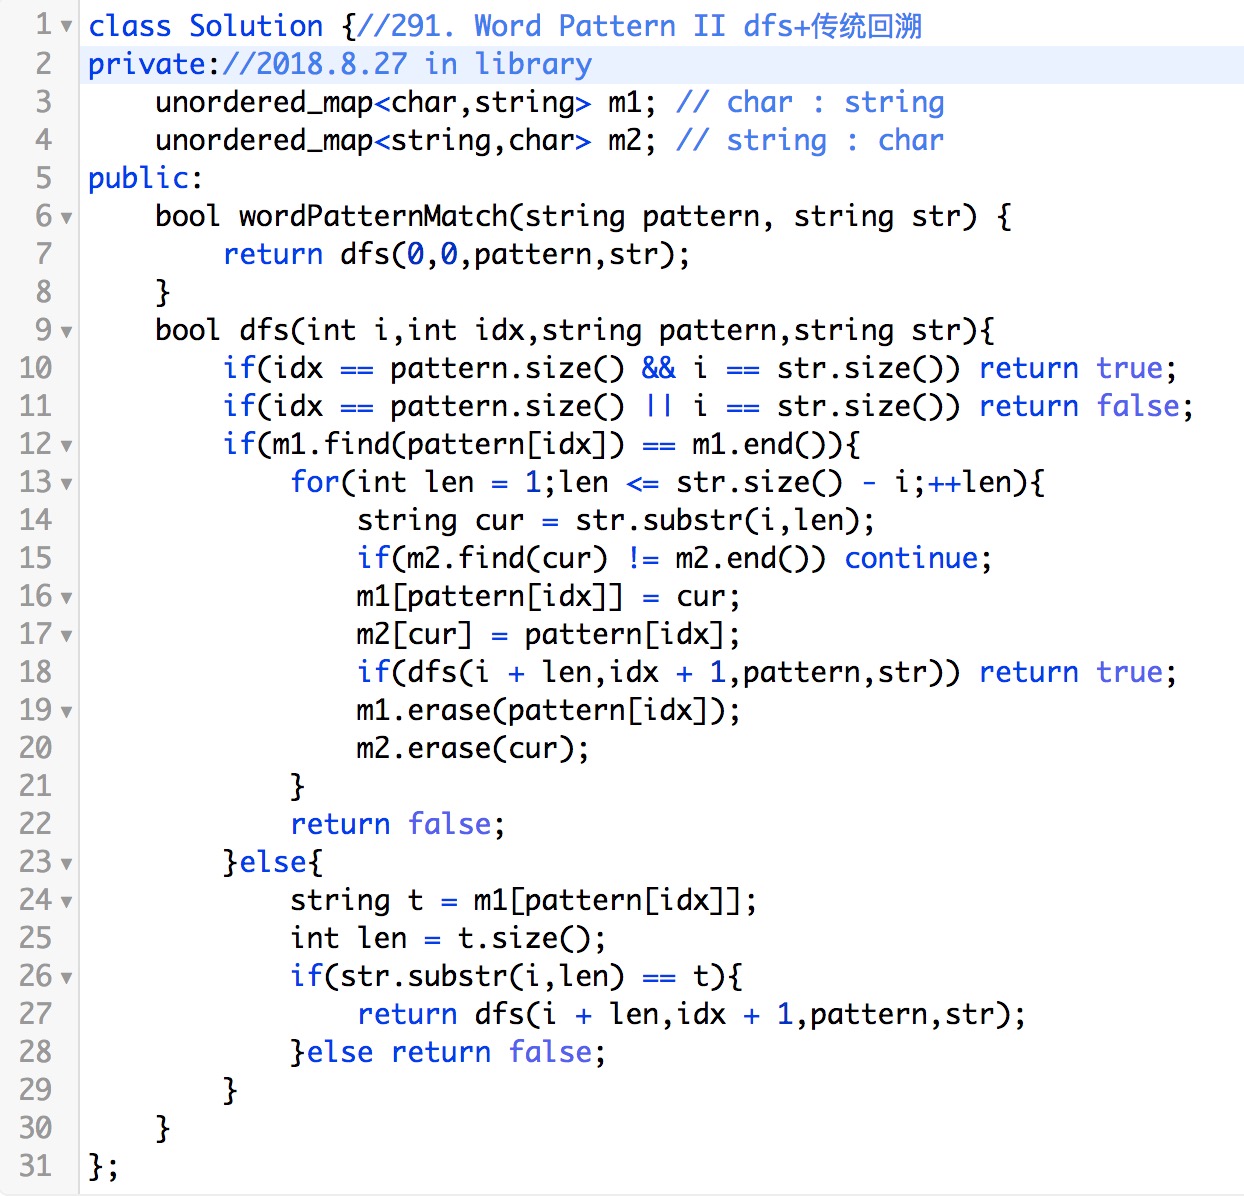 1 class Solution {//291. Word Pattern II dfs+传统回溯
2 private://2018.8.27 in library
3     unordered_map<char,string> m1; // char : string
4     unordered_map<string,char> m2; // string : char
5 public:
6     bool wordPatternMatch(string pattern, string str) {
7         return dfs(0,0,pattern,str);
8     }
9     bool dfs(int i,int idx,string pattern,string str){
10         if(idx == pattern.size() && i == str.size()) return true;
11         if(idx == pattern.size() || i == str.size()) return false;
12         if(m1.find(pattern[idx]) == m1.end()){
13             for(int len = 1;len <= str.size() - i;++len){
14                 string cur = str.substr(i,len);
15                 if(m2.find(cur) != m2.end()) continue;
16                 m1[pattern[idx]] = cur;
17                 m2[cur] = pattern[idx];
18                 if(dfs(i + len,idx + 1,pattern,str)) return true;
19                 m1.erase(pattern[idx]);
20                 m2.erase(cur);
21             }
22             return false;
23         }else{
24             string t = m1[pattern[idx]];
25             int len = t.size();
26             if(str.substr(i,len) == t){
27                 return dfs(i + len,idx + 1,pattern,str);
28             }else return false;
29         }
30     }
31 };